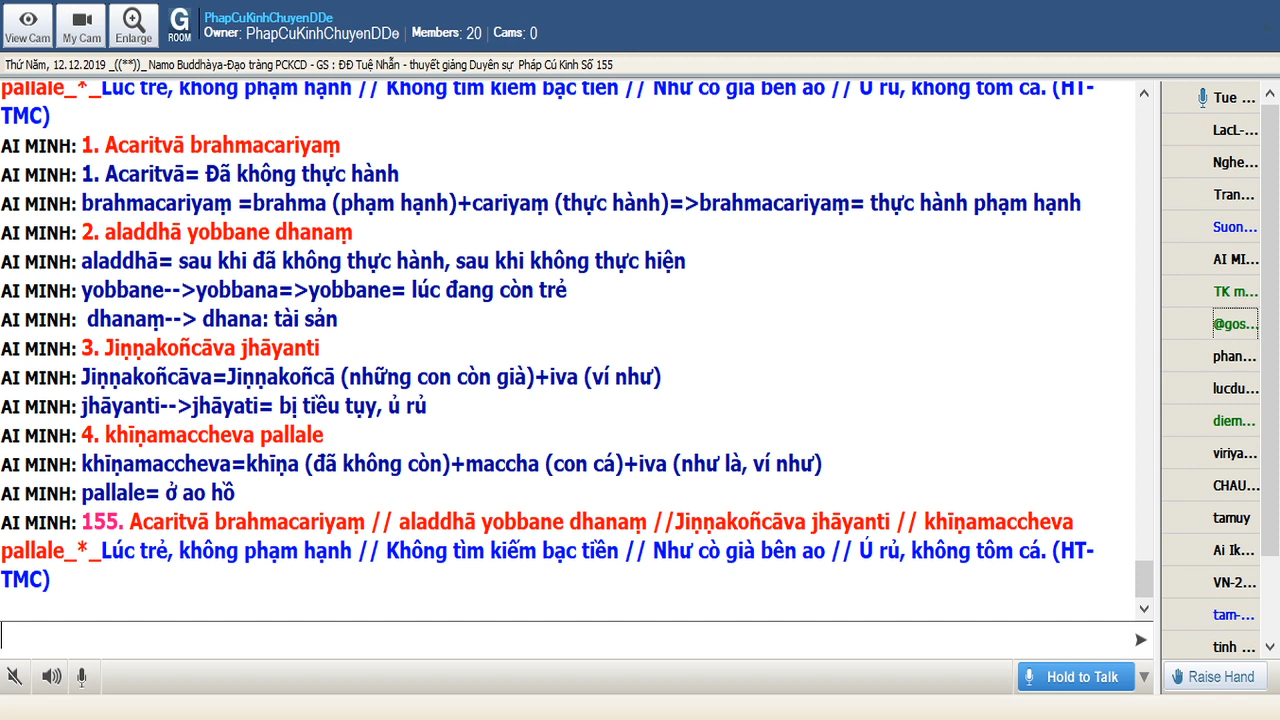 PhapCuKinhChuyenDDe
Owner: PhapCuKinhChuyenDDe | Members: 20 | Cams: 0
View Cam
My Cam
Enlarge
G
ROOM
Thứ Năm, 12.12.2019 _((**))_ Namo Buddhàya-Đạo tràng PCKCD - GS : ĐĐ Tuệ Nhẫn - thuyết giảng Duyên sự Pháp Cú Kinh Số 155
pallale_*_Lúc trẻ, không phạm hạnh // Không tìm kiếm bạc tiền // Như cò già bên ao // Ủ rủ, không tôm cá. (HT-
TMC)
AI MINH: 1. Acaritvā brahmacariyaṃ
AI MINH: 1. Acaritvā= Đã không thực hành
AI MINH: brahmacariyaṃ =brahma (phạm hạnh)+cariyaṃ (thực hành)=>brahmacariyaṃ= thực hành phạm hạnh
AI MINH: 2. aladdhā yobbane dhanaṃ
AI MINH: aladdhā= sau khi đã không thực hành, sau khi không thực hiện
AI MINH: yobbane-->yobbana=>yobbane= lúc đang còn trẻ
AI MINH: dhanaṃ--> dhana: tài sản
AI MINH: 3. Jiṇṇakoñcāva jhāyanti
AI MINH: Jiṇṇakoñcāva=Jiṇṇakoñcā (những con còn già)+iva (ví như)
AI MINH: jhāyanti-->jhāyati= bị tiều tụy, ủ rủ
AI MINH: 4. khīṇamaccheva pallale
AI MINH: khīṇamaccheva=khīṇa (đã không còn)+maccha (con cá)+iva (như là, ví như)
AI MINH: pallale= ở ao hồ
AI MINH: 155. Acaritvā brahmacariyaṃ // aladdhā yobbane dhanaṃ //Jiṇṇakoñcāva jhāyanti // khīṇamaccheva
pallale_*_Lúc trẻ, không phạm hạnh // Không tìm kiếm bạc tiền // Như cò già bên ao // Ủ rủ, không tôm cá. (HT-
TMC)
Tue ...
LacL-...
Nghe...
Tran...
Suon...
AI MI...
TK m...
@gos...
phan...
lucdu...
diem...
viriya...
CHAU...
tamuy
Ai Ik...
VN-2...
tam-...
tinh ...
Hold to Talk
Raise Hand